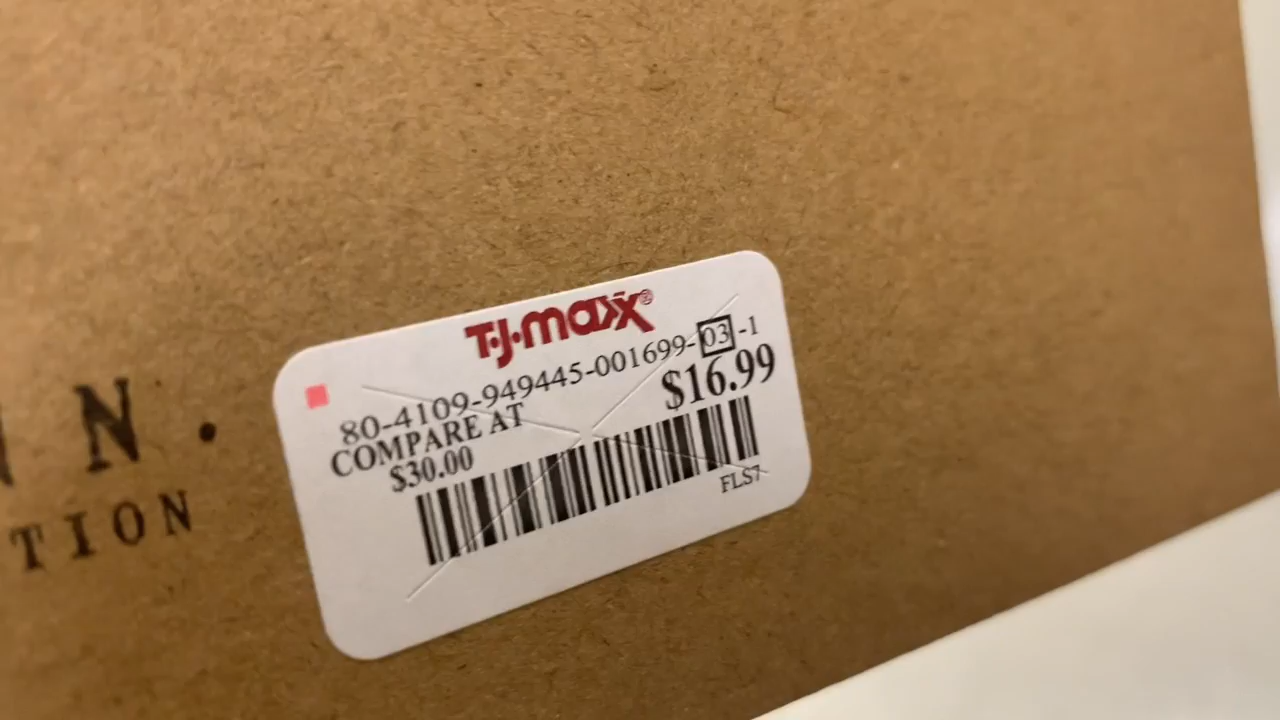 T·J·maxx®
80-4109-949445-001699-03-1
COMPARE AT
$30.00
$16.99
FLS7
N.
TION